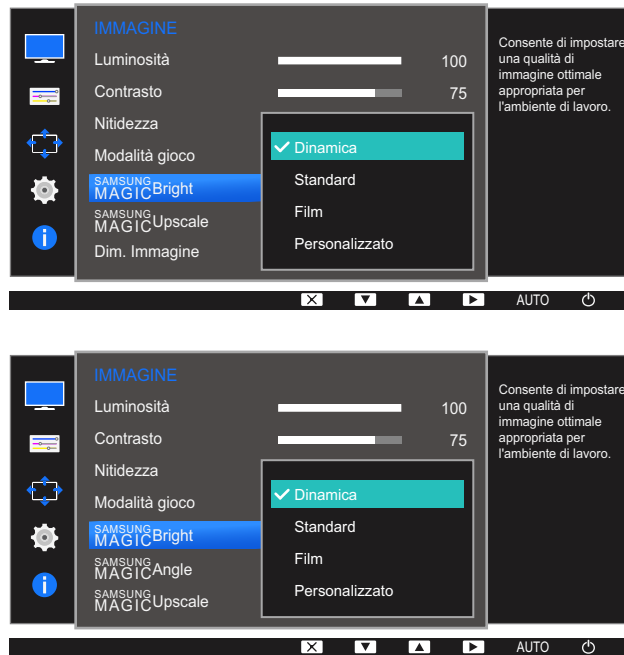 IMMAGINE
Luminosità 100
Contrasto 75
Nitidezza
Modalità gioco
SAMSUNG
MAGICBright
SAMSUNG
MAGICUpscale
Dim. Immagine
Dinamica
Standard
Film
Personalizzato
Consente di impostare
una qualità di
immagine ottimale
appropriata per
l'ambiente di lavoro.
AUTO
IMMAGINE
Luminosità 100
Contrasto 75
Nitidezza
Modalità gioco
SAMSUNG
MAGICBright
SAMSUNG
MAGICAngle
SAMSUNG
MAGICUpscale
Dinamica
Standard
Film
Personalizzato
Consente di impostare
una qualità di
immagine ottimale
appropriata per
l'ambiente di lavoro.
AUTO